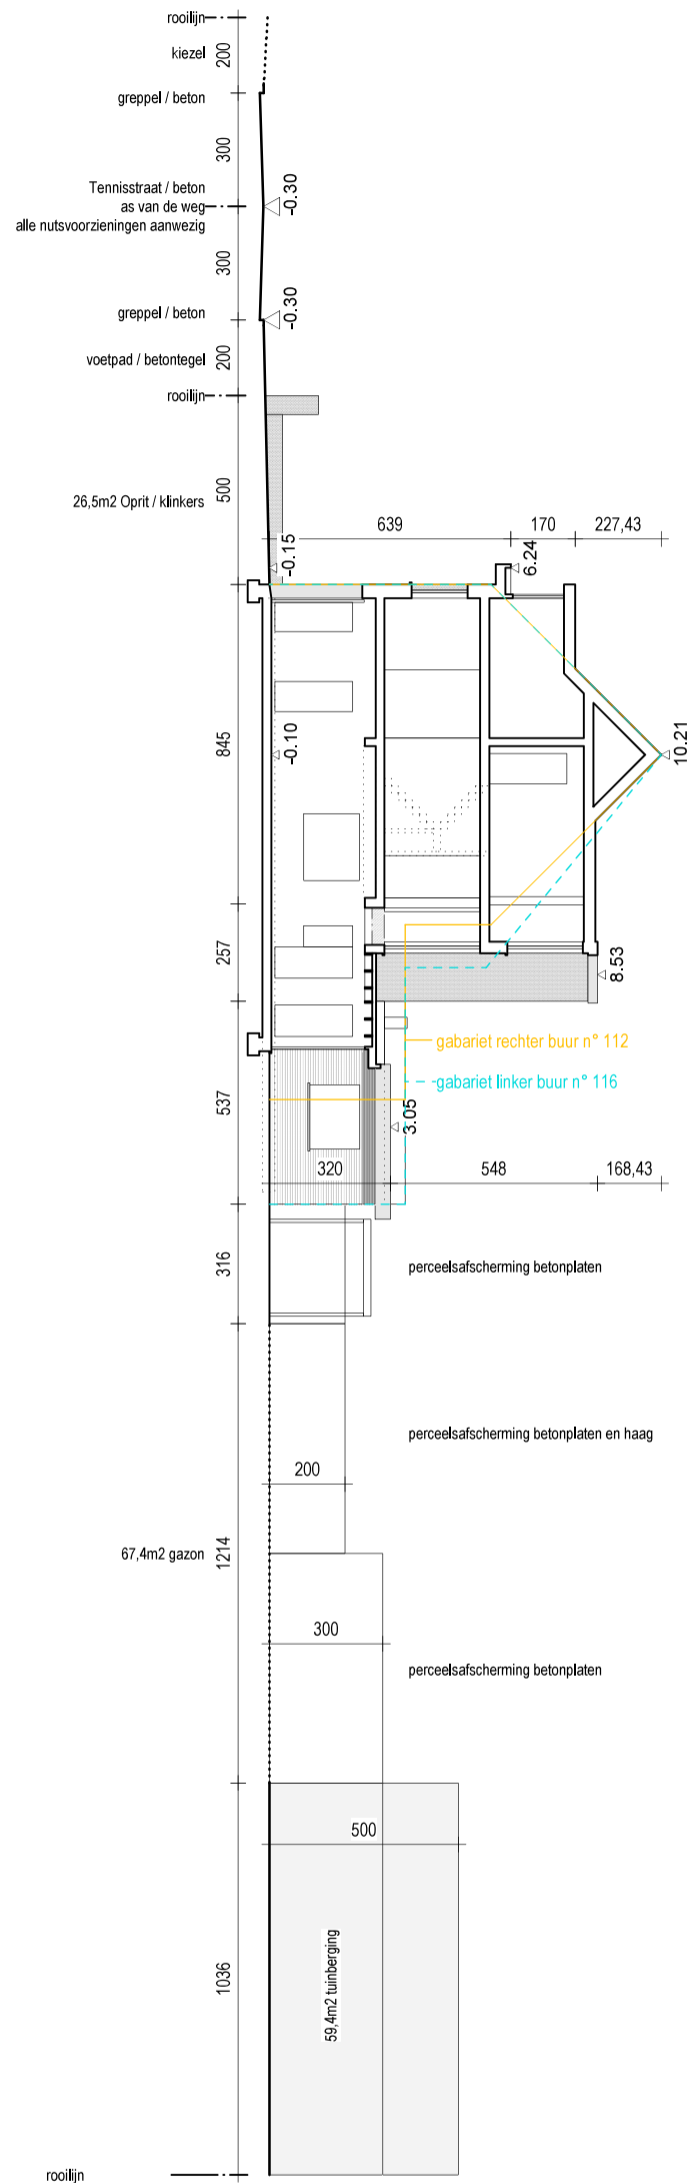 rooilijn
kiezel
200
greppel / beton
300
Tennisstraat / beton
as van de weg
alle nutsvoorzieningen aanwezig
-0.30
300
greppel / beton
-0.30
voetpad / betontegel
200
rooilijn
26,5m2 Oprit / klinkers
500
639
170
227,43
-0.15
6.24
845
-0.10
10.21
257
8.53
gabariet rechter buur n° 112
gabariet linker buur n° 116
537
3.05
320
548
168,43
316
perceelsafscherming betonplaten
perceelsafscherming betonplaten en haag
200
67,4m2 gazon
1214
300
perceelsafscherming betonplaten
500
1036
59,4m2 tuinberging
rooilijn